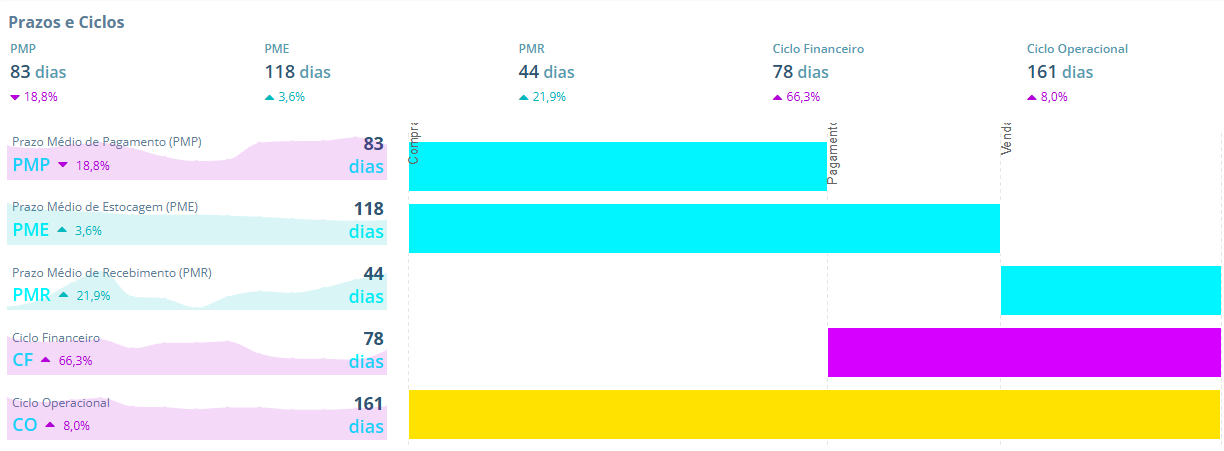 Prazos e Ciclos
PMP
83 dias
18,8%
PME
118 dias
3,6%
PMR
44 dias
21,9%
Ciclo Financeiro
78 dias
66,3%
Ciclo Operacional
161 dias
8,0%
Prazo Médio de Pagamento (PMP)
83
PMP 18,8%
dias
Prazo Médio de Estocagem (PME)
118
PME 3,6%
dias
Prazo Médio de Recebimento (PMR)
44
PMR 21,9%
dias
Ciclo Financeiro
78
CF 66,3%
dias
Ciclo Operacional
161
CO 8,0%
dias
Compra
Pagamento
Venda